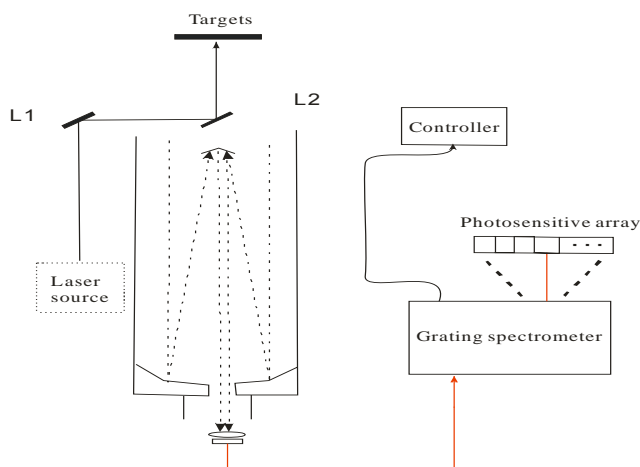 Targets
L1
L2
Controller
Photosensitive array
Laser
source
Grating spectrometer